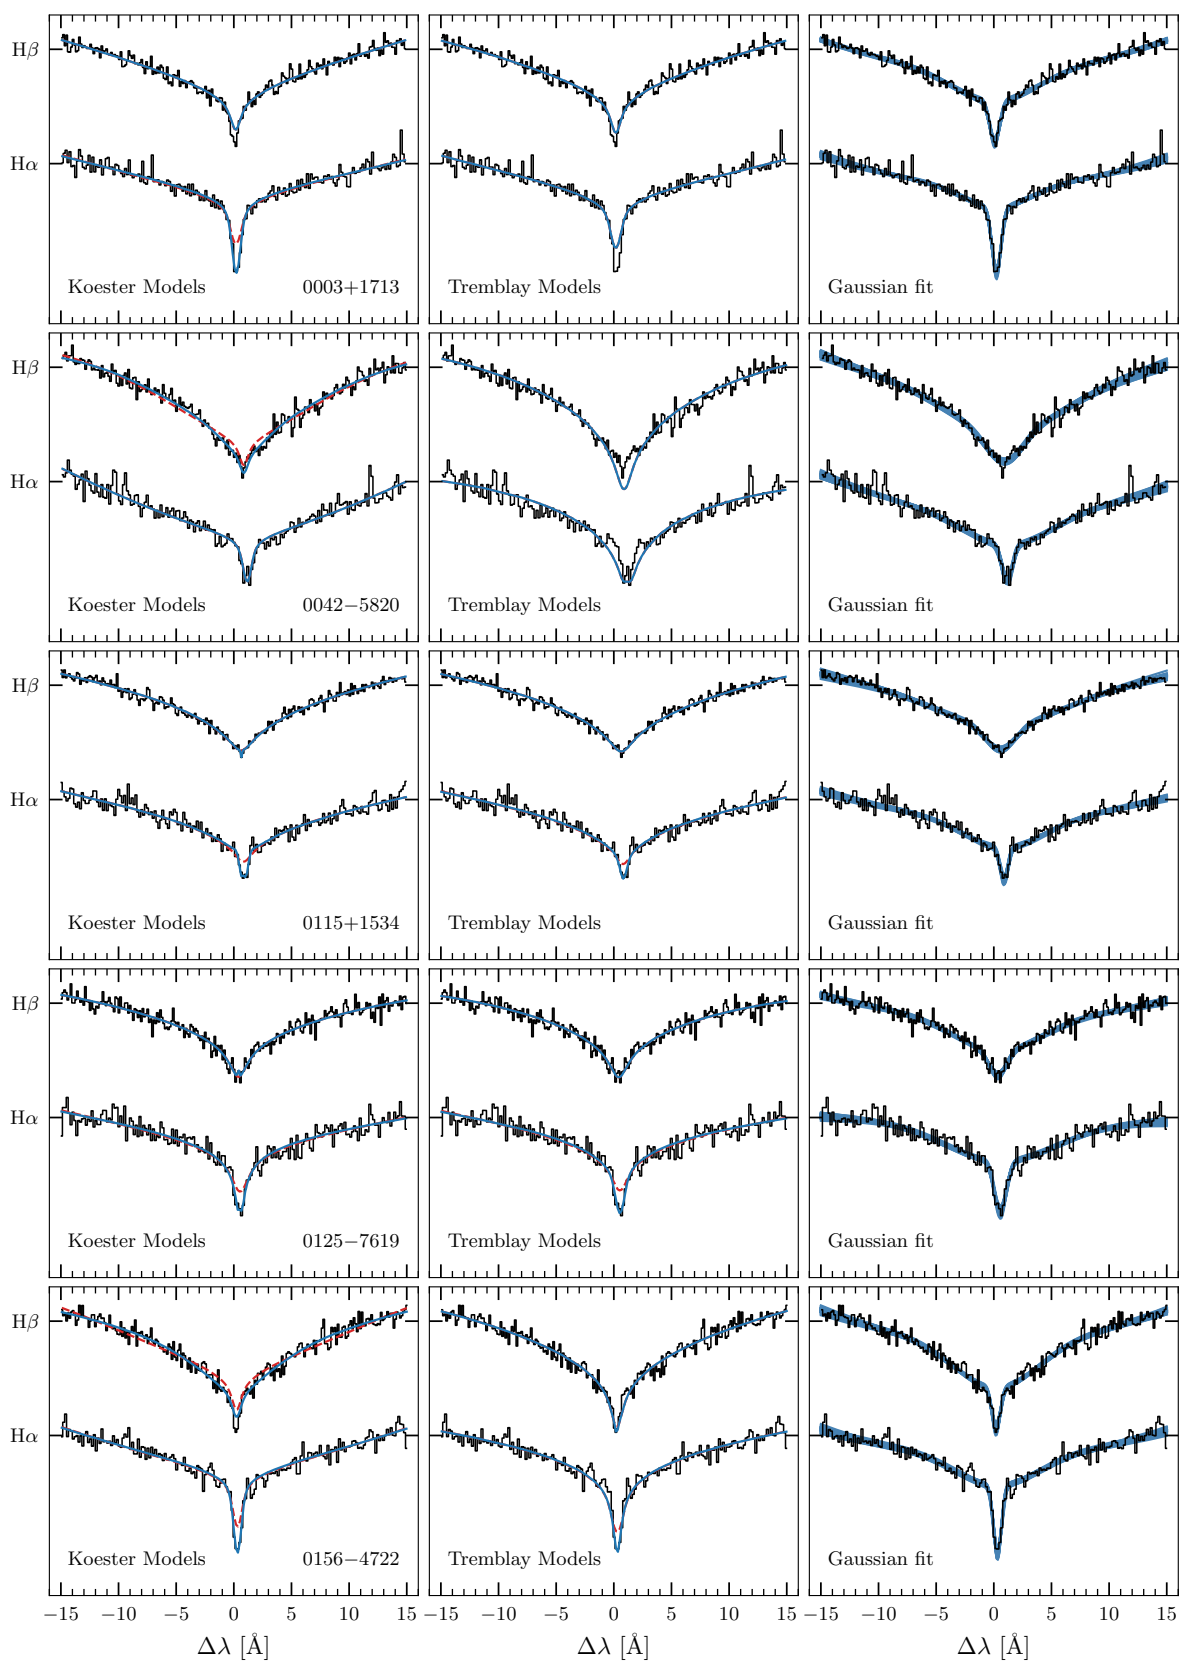 Hβ
Hα
Koester Models 0003+1713
Tremblay Models
Gaussian fit
Hβ
Hα
Koester Models 0042−5820
Tremblay Models
Gaussian fit
Hβ
Hα
Koester Models 0115+1534
Tremblay Models
Gaussian fit
Hβ
Hα
Koester Models 0125−7619
Tremblay Models
Gaussian fit
Hβ
Hα
Koester Models 0156−4722
Tremblay Models
Gaussian fit
−15 −10 −5 0 5 10 15
−15 −10 −5 0 5 10 15
−15 −10 −5 0 5 10 15
Δλ [Å]
Δλ [Å]
Δλ [Å]